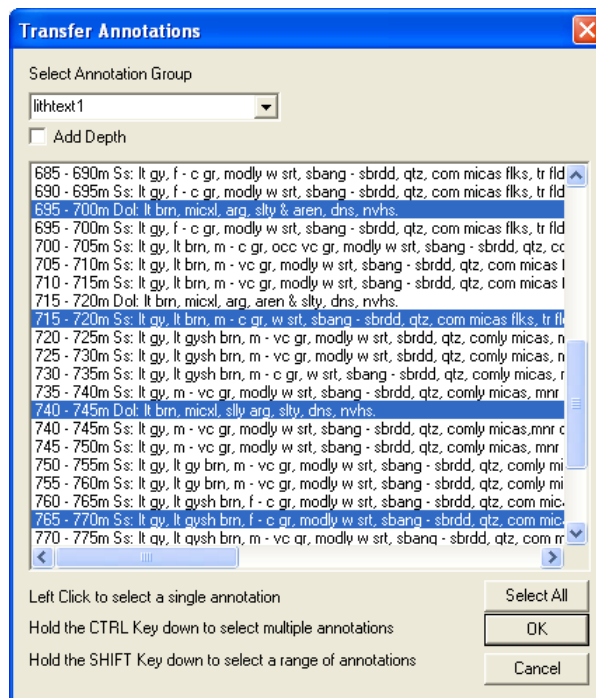 Transfer Annotations
Select Annotation Group
lithtext1
Add Depth
685 - 690m Ss: lt gy, f - c gr, modly w srt, sbang - sbrdd, qtz, com micas flks, tr fld
690 - 695m Ss: lt gy, f - c gr, modly w srt, sbang - sbrdd, qtz, com micas flks, tr fld
695 - 700m Dol: lt brn, micxl, arg, slty & aren, dns, nvhs.
695 - 700m Ss: lt gy, f - c gr, modly w srt, sbang - sbrdd, qtz, com micas flks, tr fld
700 - 705m Ss: lt gy, lt brn, m - c gr, occ vc gr, modly w srt, sbang - sbrdd, qtz, cc
705 - 710m Ss: lt gy, lt brn, m - vc gr, modly w srt, sbang - sbrdd, qtz, com micas f
710 - 715m Ss: lt gy, lt brn, m - vc gr, modly w srt, sbang - sbrdd, qtz, com micas f
715 - 720m Dol: lt brn, micxl, arg, aren & slty, dns, nvhs.
715 - 720m Ss: lt gy, lt brn, m - c gr, w srt, sbang - sbrdd, qtz, com micas flks, tr fl
720 - 725m Ss: lt gy, lt gysh brn, m - vc gr, modly w srt, sbrdd, qtz, comly micas, n
725 - 730m Ss: lt gy, lt gysh brn, m - vc gr, modly w srt, sbrdd, qtz, comly micas, n
730 - 735m Ss: lt gy, lt gysh brn, m - c gr, w srt, sbang - sbrdd, qtz, comly micas, r
735 - 740m Ss: lt gy, m - vc gr, modly w srt, sbang - sbrdd, qtz, comly micas, mnr
740 - 745m Dol: lt brn, micxl, slly arg, slty, dns, nvhs.
740 - 745m Ss: lt gy, m - vc gr, modly w srt, sbang - sbrdd, qtz, comly micas,mnr c
745 - 750m Ss: lt gy, m - vc gr, modly w srt, sbang - sbrdd, qtz, comly micas, mnr
750 - 755m Ss: lt gy, lt gy brn, m - vc gr, modly w srt, sbang - sbrdd, qtz, comly mi
755 - 760m Ss: lt gy, lt gy brn, m - vc gr, modly w srt, sbang - sbrdd, qtz, comly mi
760 - 765m Ss: lt gy, lt gysh brn, f - c gr, modly w srt, sbang - sbrdd, qtz, com mic
765 - 770m Ss: lt gy, lt gysh brn, f - c gr, modly w srt, sbang - sbrdd, qtz, com mic
770 - 775m Ss: lt gy, lt gysh brn, m - vc gr, modly w srt, sbang - sbrdd, qtz, com m
Left Click to select a single annotation
Select All
Hold the CTRL Key down to select multiple annotations
OK
Hold the SHIFT Key down to select a range of annotations
Cancel